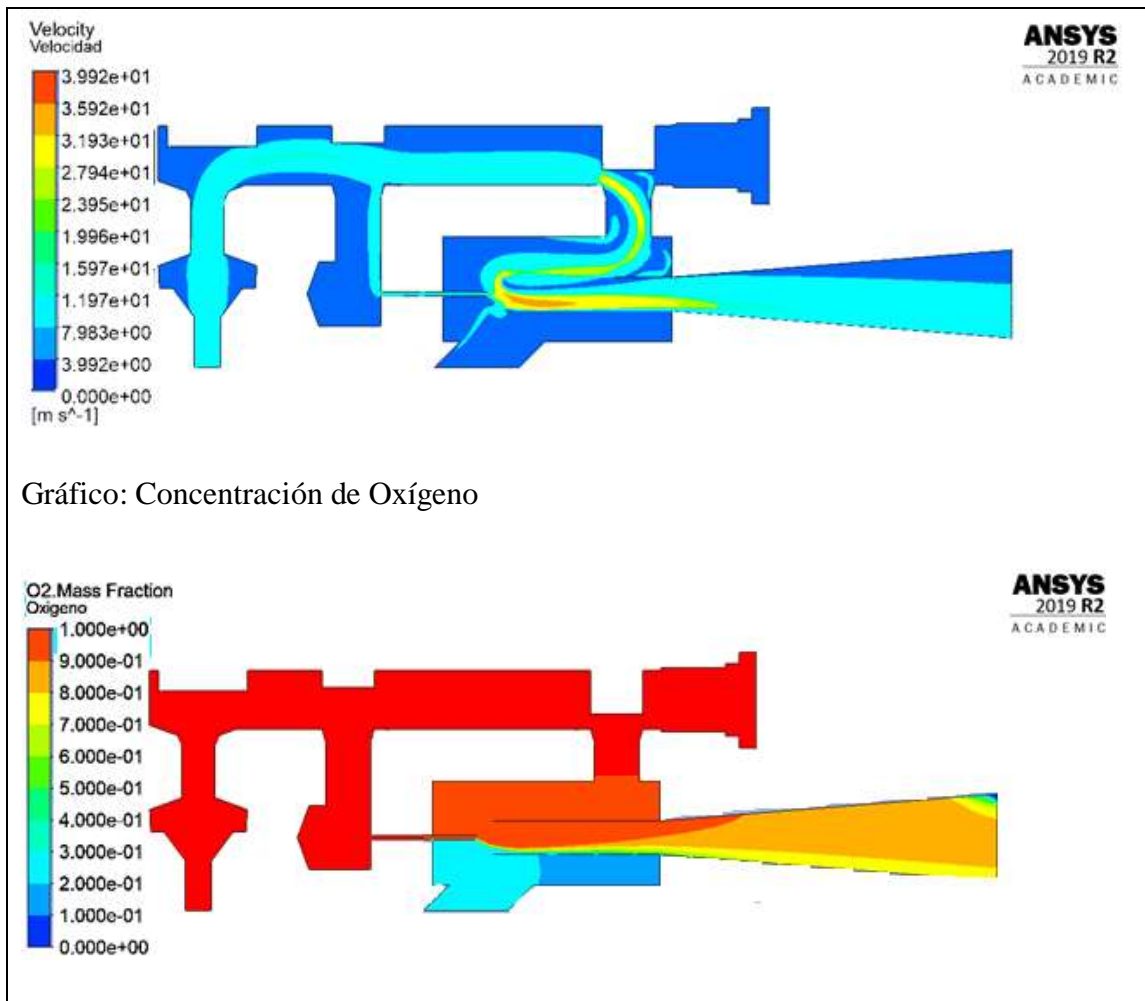 Velocity
Velocidad
3.992e+01
3.592e+01
3.193e+01
2.794e+01
2.395e+01
1.996e+01
1.597e+01
1.197e+01
7.983e+00
3.992e+00
0.000e+00
[m s^-1]
ANSYS
2019 R2
ACADEMIC
Gráfico: Concentración de Oxígeno
O2.Mass Fraction
Oxigeno
1.000e+00
9.000e-01
8.000e-01
7.000e-01
6.000e-01
5.000e-01
4.000e-01
3.000e-01
2.000e-01
1.000e-01
0.000e+00
ANSYS
2019 R2
ACADEMIC